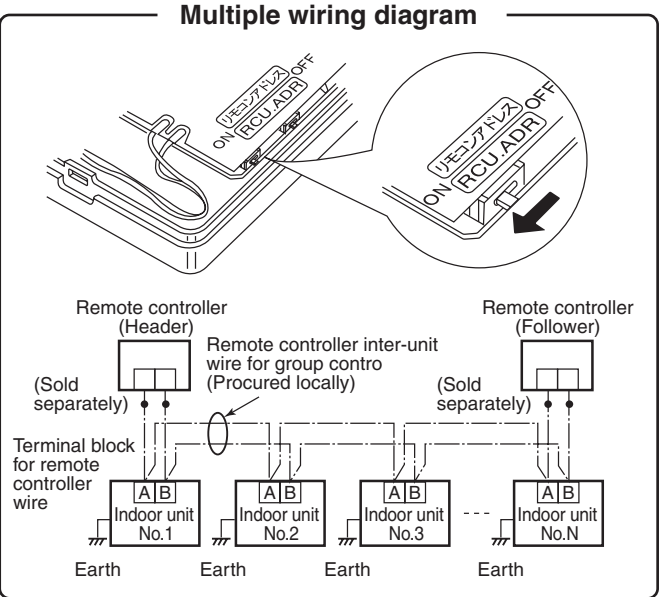 Multiple wiring diagram
リモコンアドレス
ON RCU.ADR OFF
リモコンアドレス
ON RCU.ADR OFF
Remote controller
(Header)
Remote controller
(Follower)
Remote controller inter-unit
wire for group contro
(Procured locally)
(Sold
separately)
(Sold
separately)
Terminal block
for remote
controller
wire
A B
A B
A B
A B
Indoor unit
No.1
Indoor unit
No.2
Indoor unit
No.3
Indoor unit
No.N
Earth
Earth
Earth
Earth